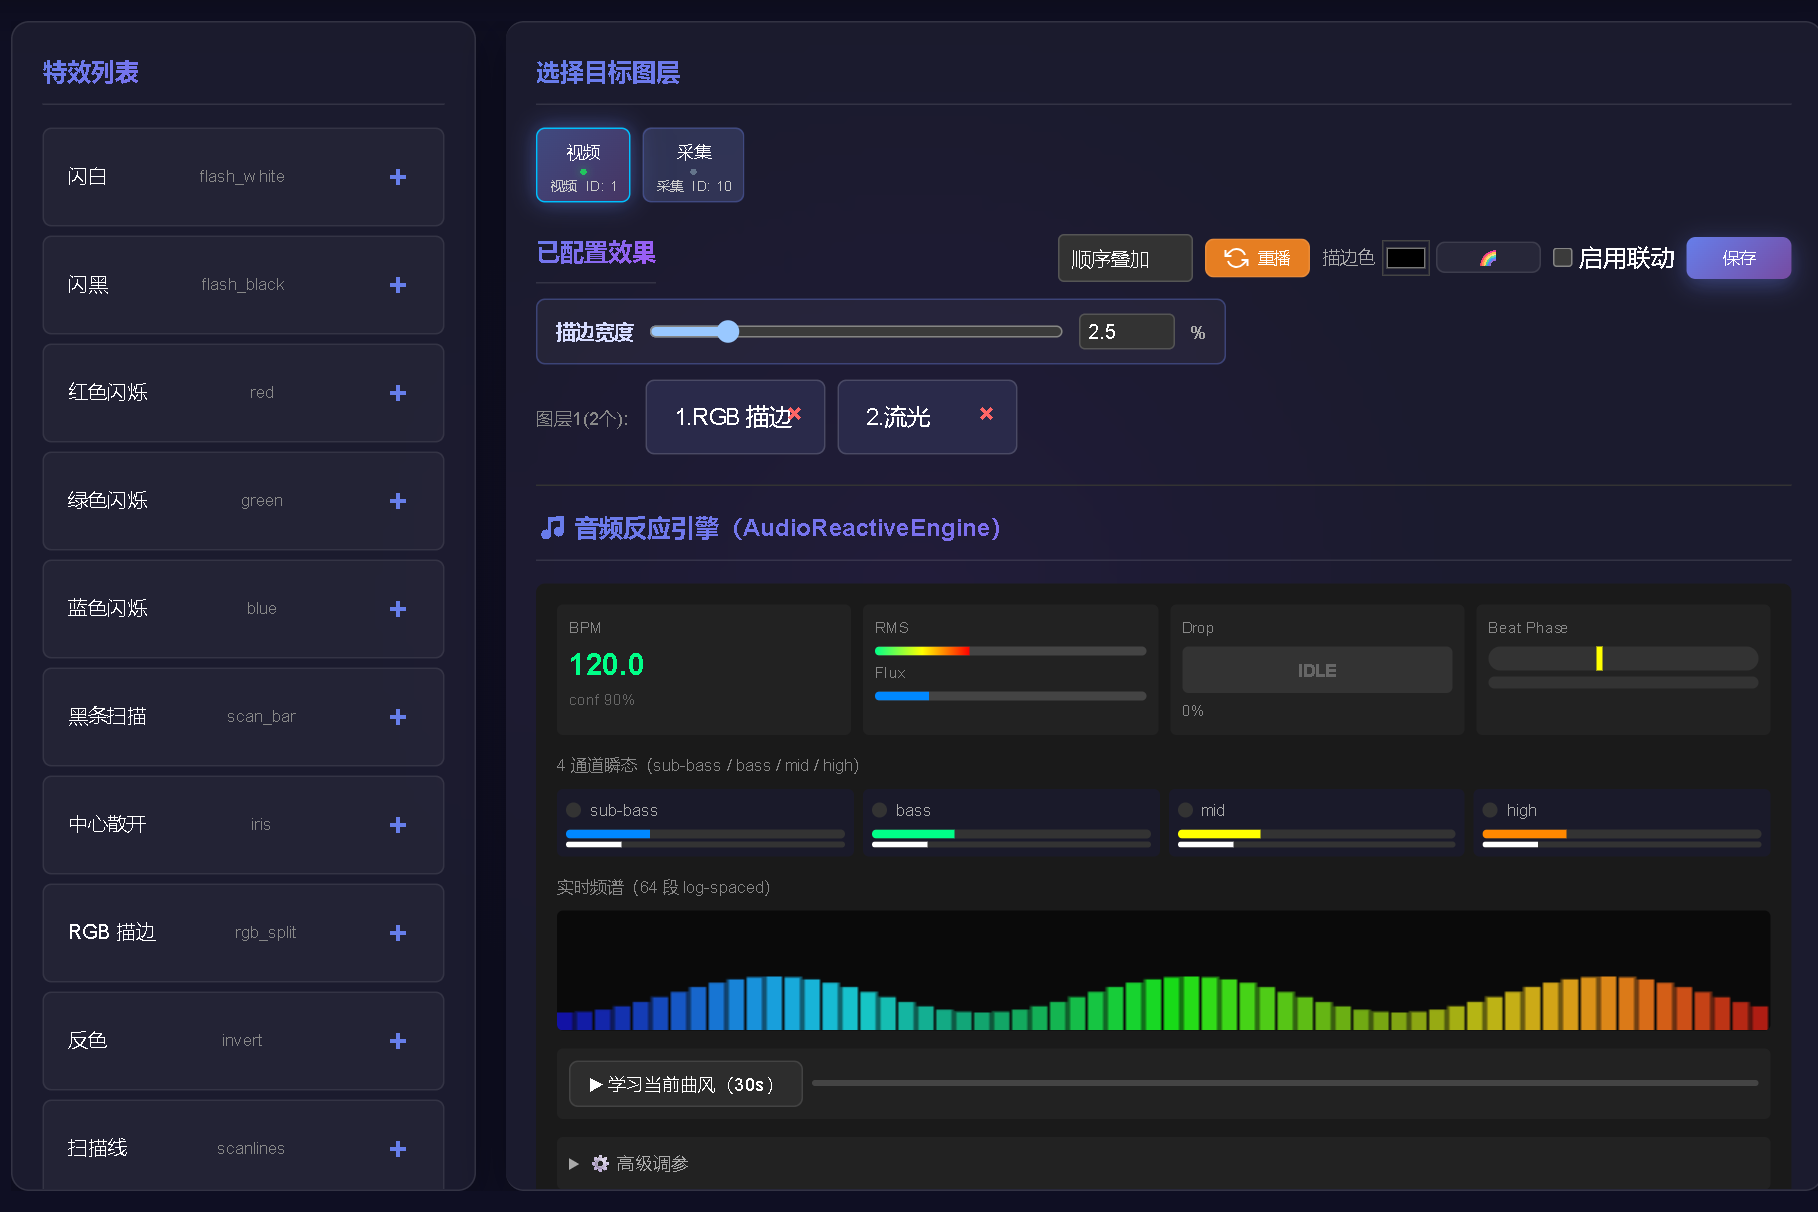 特效列表
闪白 flash_white +
闪黑 flash_black +
红色闪烁 red +
绿色闪烁 green +
蓝色闪烁 blue +
黑条扫描 scan_bar +
中心散开 iris +
RGB 描边 rgb_split +
反色 invert +
扫描线 scanlines +
选择目标图层
视频
视频 ID: 1
采集
采集 ID: 10
已配置效果
顺序叠加 重播 描边色 启用联动 保存
描边宽度 2.5 %
图层1(2个): 1.RGB 描边 × 2.流光 ×
音频反应引擎（AudioReactiveEngine）
BPM
120.0
conf 90%
RMS
Flux
Drop
IDLE
0%
Beat Phase
4 通道瞬态（sub-bass / bass / mid / high)
sub-bass bass mid high
实时频谱（64 段 log-spaced)
▶ 学习当前曲风（30s）
▶ 高级调参